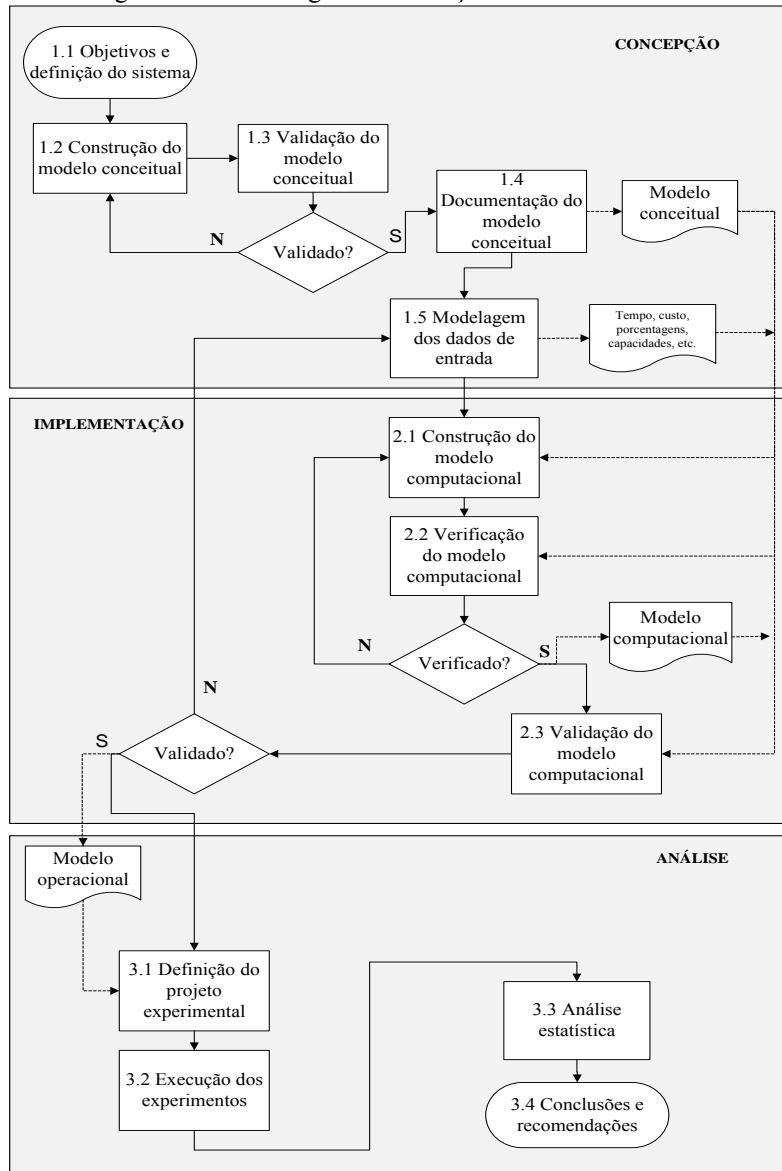 1.1 Objetivos e
definição do sistema
CONCEPÇÃO
1.2 Construção do
modelo conceitual
1.3 Validação do
modelo
conceitual
1.4
Documentação do
modelo
conceitual
Modelo
conceitual
N
Validado?
S
1.5 Modelagem
dos dados de
entrada
Tempo, custo,
porcentagens,
capacidades, etc.
IMPLEMENTAÇÃO
2.1 Construção do
modelo
computacional
2.2 Verificação
do modelo
computacional
N
Verificado?
S
Modelo
computacional
N
S
Validado?
2.3 Validação do
modelo
computacional
Modelo
operacional
ANÁLISE
3.1 Definição do
projeto
experimental
3.2 Execução dos
experimentos
3.3 Análise
estatística
3.4 Conclusões e
recomendações